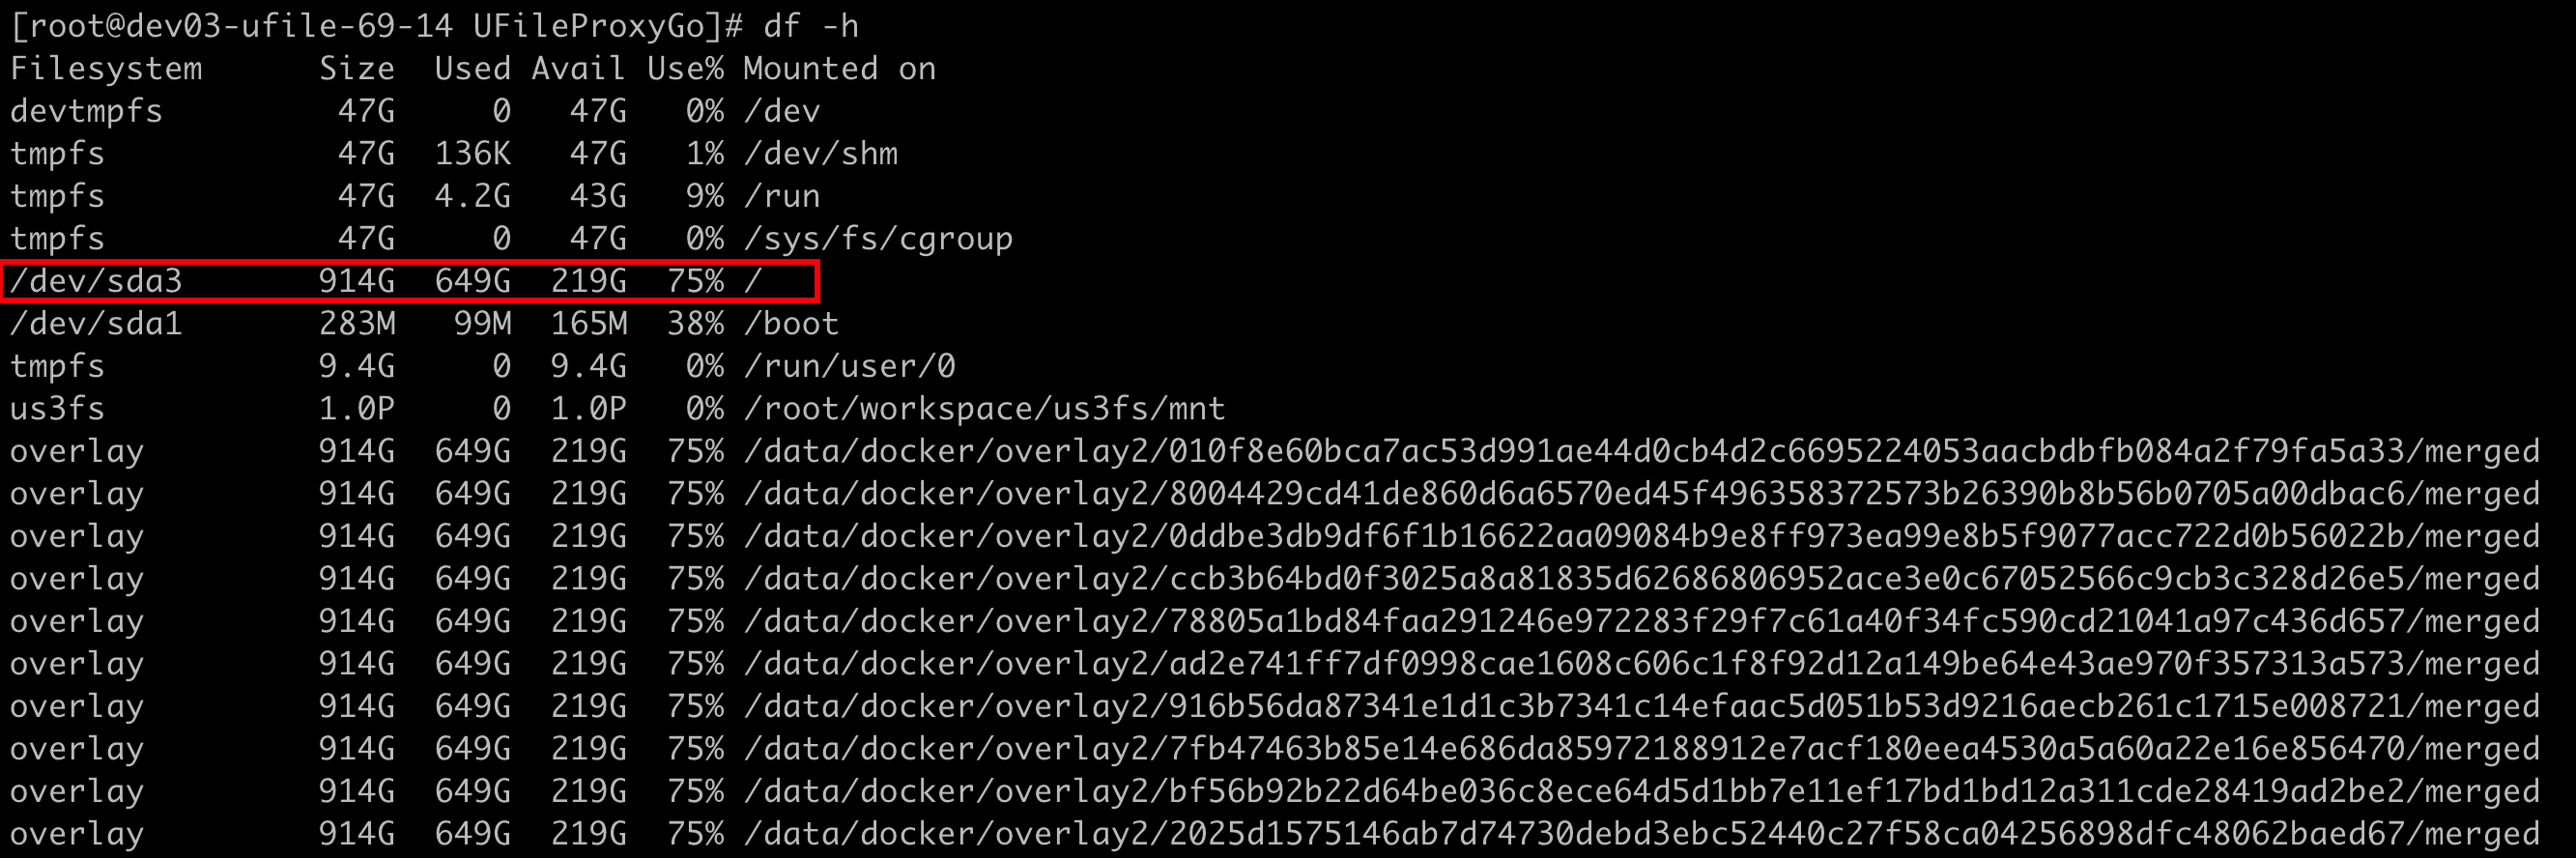 [root@dev03-ufile-69-14 UFileProxyGo]# df -h
Filesystem      Size  Used Avail Use% Mounted on
devtmpfs         47G     0   47G   0% /dev
tmpfs            47G  136K   47G   1% /dev/shm
tmpfs            47G  4.2G   43G   9% /run
tmpfs            47G     0   47G   0% /sys/fs/cgroup
/dev/sda3       914G  649G  219G  75% /
/dev/sda1       283M   99M  165M  38% /boot
tmpfs           9.4G     0  9.4G   0% /run/user/0
us3fs           1.0P     0  1.0P   0% /root/workspace/us3fs/mnt
overlay         914G  649G  219G  75% /data/docker/overlay2/010f8e60bca7ac53d991ae44d0cb4d2c6695224053aacbdbfb084a2f79fa5a33/merged
overlay         914G  649G  219G  75% /data/docker/overlay2/8004429cd41de860d6a6570ed45f496358372573b26390b8b56b0705a00dbac6/merged
overlay         914G  649G  219G  75% /data/docker/overlay2/0ddbe3db9df6f1b16622aa09084b9e8ff973ea99e8b5f9077acc722d0b56022b/merged
overlay         914G  649G  219G  75% /data/docker/overlay2/ccb3b64bd0f3025a8a81835d62686806952ace3e0c67052566c9cb3c328d26e5/merged
overlay         914G  649G  219G  75% /data/docker/overlay2/78805a1bd84faa291246e972283f29f7c61a40f34fc590cd21041a97c436d657/merged
overlay         914G  649G  219G  75% /data/docker/overlay2/ad2e741ff7df0998cae1608c606c1f8f92d12a149be64e43ae970f357313a573/merged
overlay         914G  649G  219G  75% /data/docker/overlay2/916b56da87341e1d1c3b7341c14efaac5d051b53d9216aecb261c1715e008721/merged
overlay         914G  649G  219G  75% /data/docker/overlay2/7fb47463b85e14e686da85972188912e7acf180eea4530a5a60a22e16e856470/merged
overlay         914G  649G  219G  75% /data/docker/overlay2/bf56b92b22d64be036c8ece64d5d1bb7e11ef17bd1bd12a311cde28419ad2be2/merged
overlay         914G  649G  219G  75% /data/docker/overlay2/2025d1575146ab7d74730debd3ebc52440c27f58ca04256898dfc48062baed67/merged